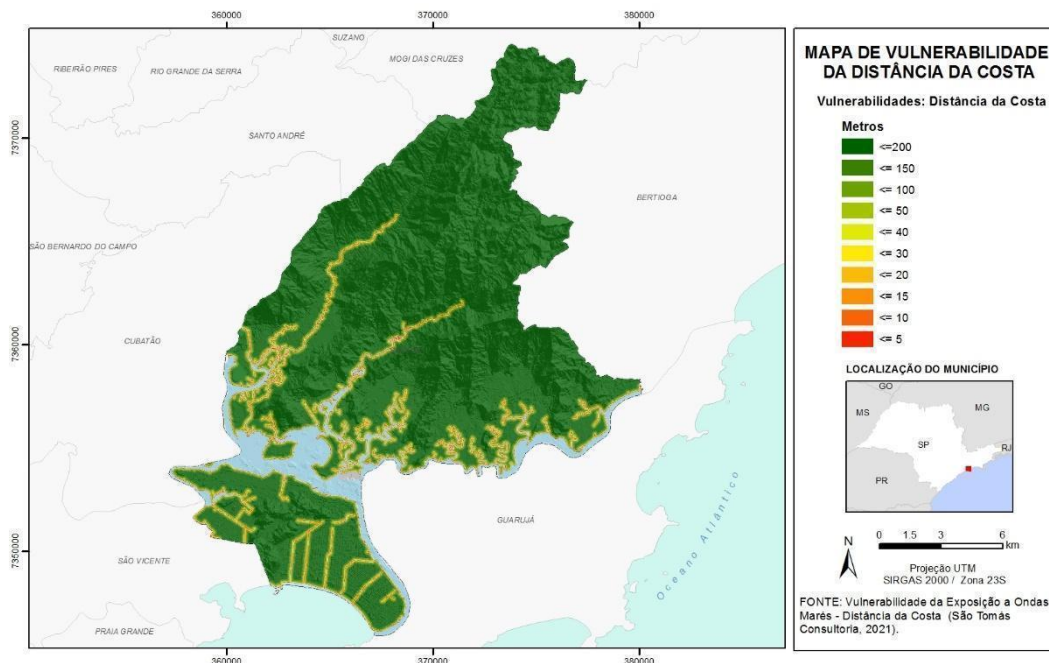 360000
370000
380000
SUZANO
MOGI DAS CRUZES
RIBEIRÃO PIRES
RIO GRANDE DA SERRA
7370000
SANTO ANDRÉ
BERTIOGA
SÃO BERNARDO DO CAMPO
7360000
CUBATÃO
GUARUJÁ
Oceano Atlântico
7350000
SÃO VICENTE
PRAIA GRANDE
360000
370000
380000
MAPA DE VULNERABILIDADE
DA DISTÂNCIA DA COSTA
Vulnerabilidades: Distância da Costa
Metros
<=200
<= 150
<= 100
<= 50
<= 40
<= 30
<= 20
<= 15
<= 10
<= 5
LOCALIZAÇÃO DO MUNICÍPIO
GO
MS
MG
SP
RJ
PR
N
0 1.5 3 6
km
Projeção UTM
SIRGAS 2000 / Zona 23S
FONTE: Vulnerabilidade da Exposição a Ondas
Marés - Distância da Costa (São Tomás
Consultoria, 2021).